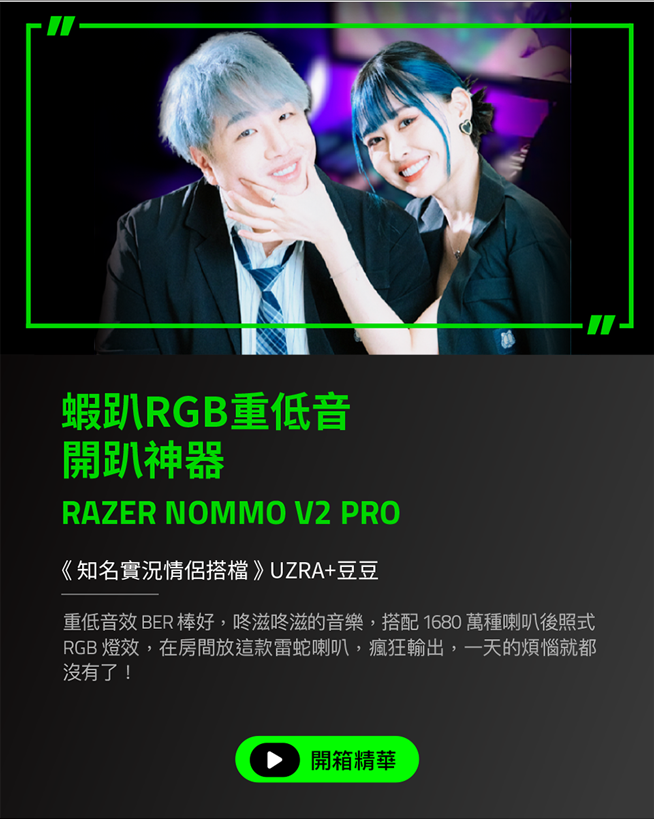 蝦趴RGB重低音
開趴神器
RAZER NOMMO V2 PRO
《 知名實況情侶搭檔 》UZRA+豆豆
重低音效 BER 棒好，咚滋咚滋的音樂，搭配 1680 萬種喇叭後照式
RGB 燈效，在房間放這款雷蛇喇叭，瘋狂輸出，一天的煩惱就都
沒有了！
開箱精華